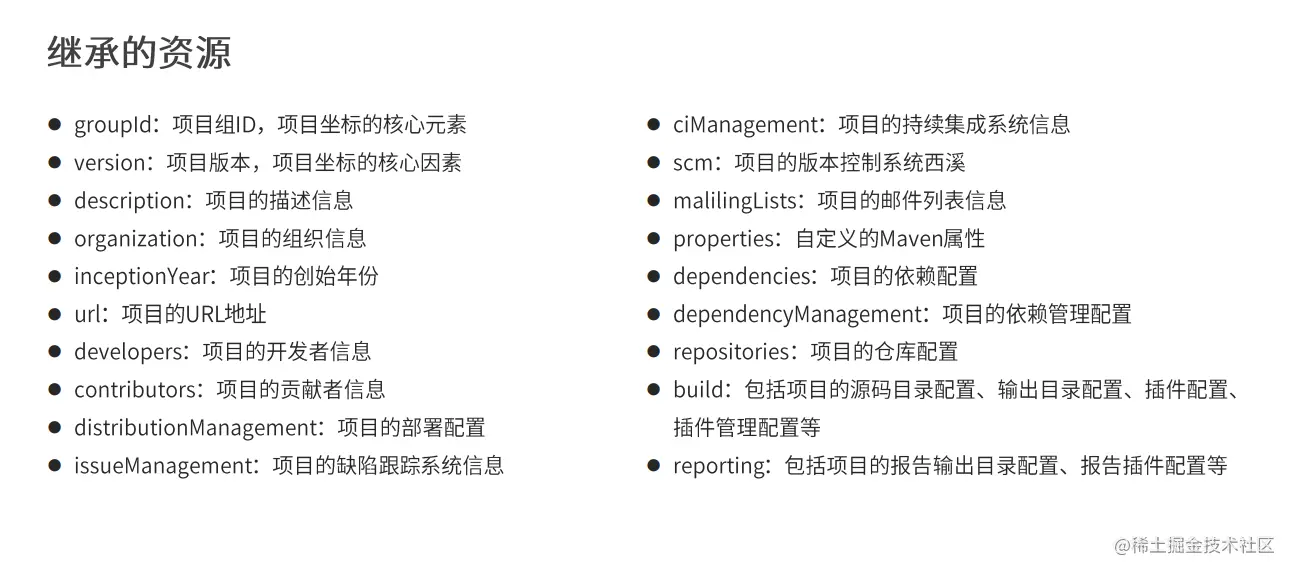 继承的资源
● groupId：项目组ID，项目坐标的核心元素
● version：项目版本，项目坐标的核心因素
● description：项目的描述信息
● organization：项目的组织信息
● inceptionYear：项目的创始年份
● url：项目的URL地址
● developers：项目的开发者信息
● contributors：项目的贡献者信息
● distributionManagement：项目的部署配置
● issueManagement：项目的缺陷跟踪系统信息
● ciManagement：项目的持续集成系统信息
● scm：项目的版本控制系统西溪
● malilingLists：项目的邮件列表信息
● properties：自定义的Maven属性
● dependencies：项目的依赖配置
● dependencyManagement：项目的依赖管理配置
● repositories：项目的仓库配置
● build：包括项目的源码目录配置、输出目录配置、插件配置、
插件管理配置等
● reporting：包括项目的报告输出目录配置、报告插件配置等
@稀土掘金技术社区